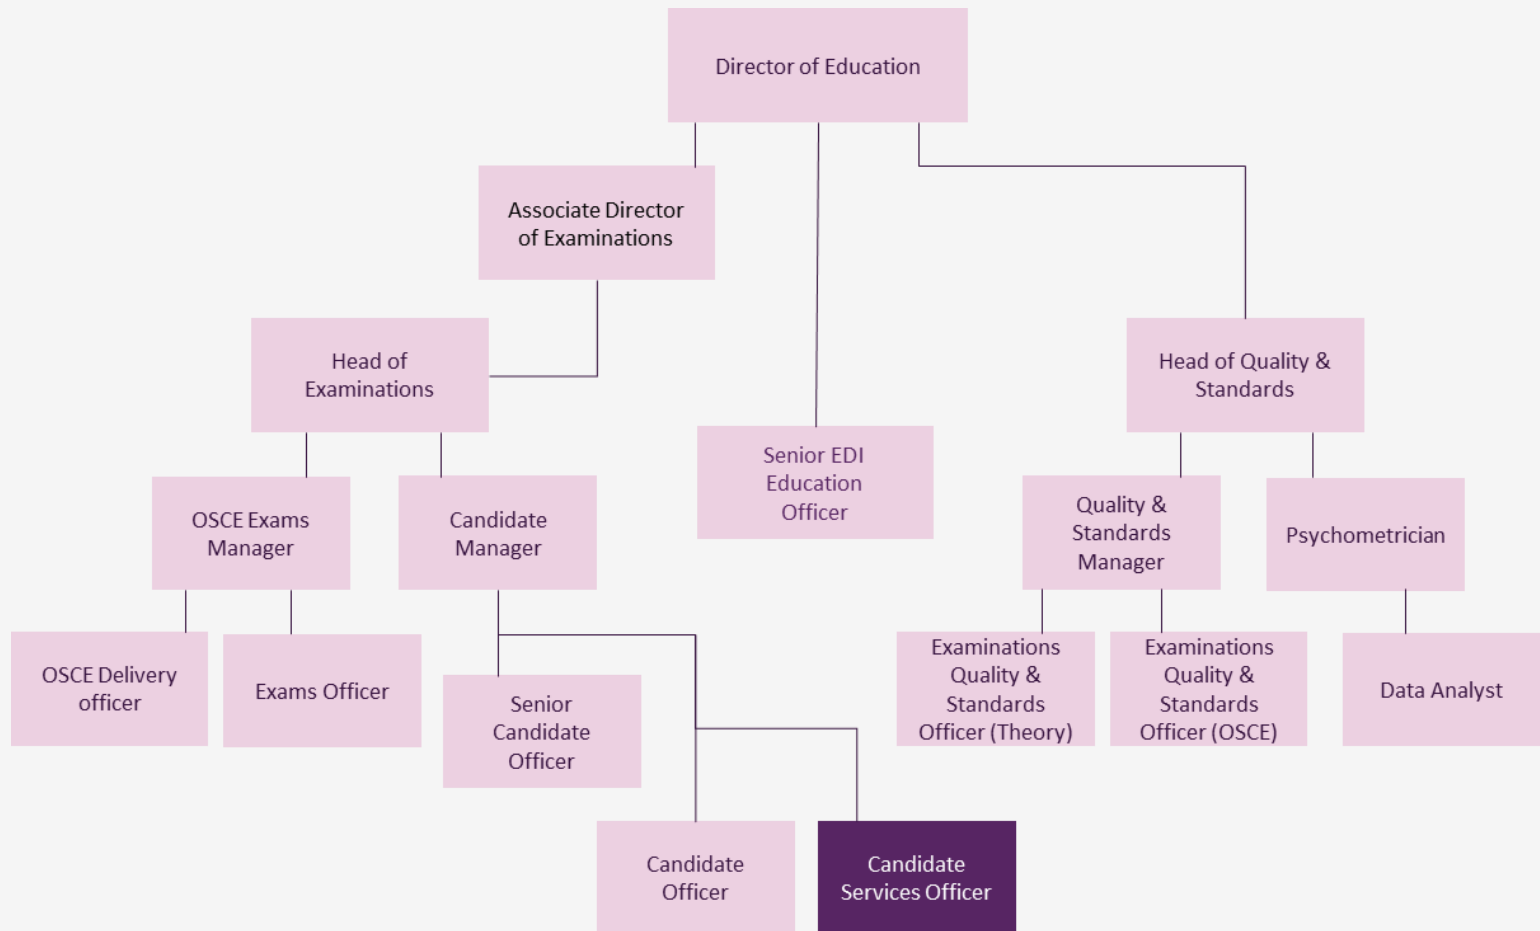 Director of Education
Associate Director
of Examinations
Head of
Examinations
Head of Quality &
Standards
Senior EDI
Education
Officer
OSCE Exams
Manager
Candidate
Manager
Quality &
Standards
Manager
Psychometrician
OSCE Delivery
officer
Exams Officer
Senior
Candidate
Officer
Examinations
Quality &
Standards
Officer (Theory)
Examinations
Quality &
Standards
Officer (OSCE)
Data Analyst
Candidate
Officer
Candidate
Services Officer